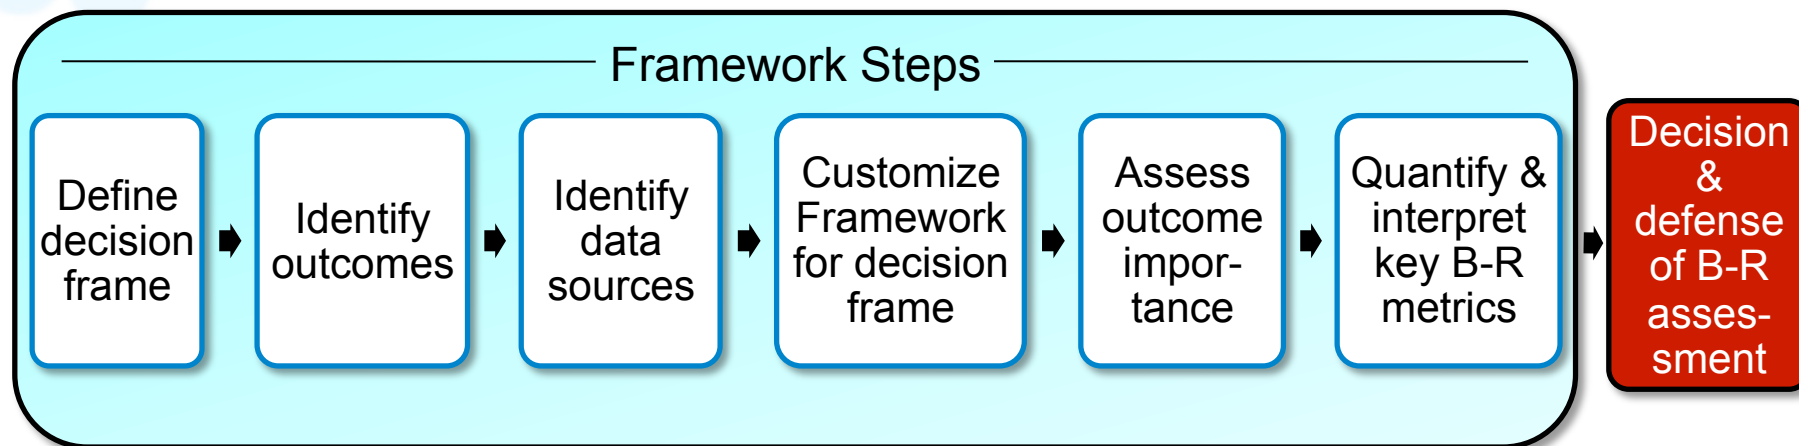 Framework Steps
Define
decision
frame
Identify
outcomes
Identify
data
sources
Customize
Framework
for decision
frame
Assess
outcome
impor-
tance
Quantify &
interpret
key B-R
metrics
Decision
&
defense
of B-R
asses-
sment